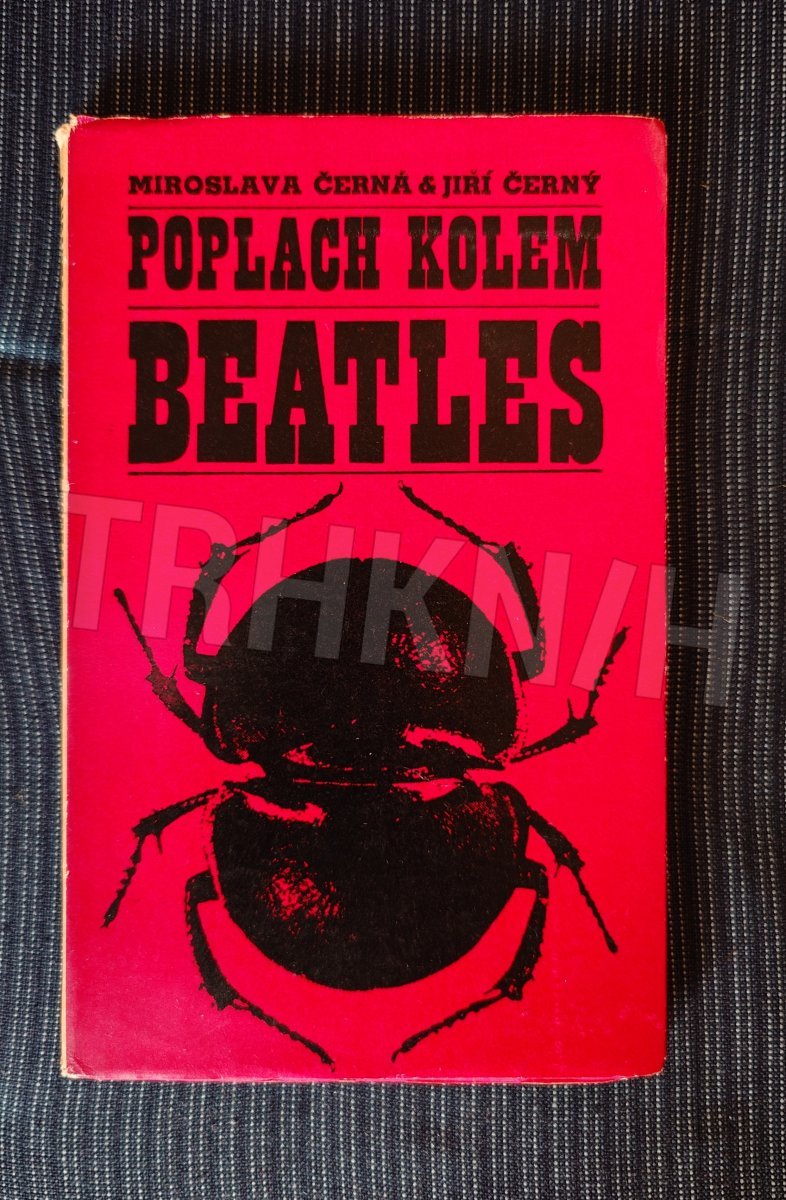 MIROSLAVA ČERNÁ & JIŘÍ ČERNÝ
POPLACH KOLEM
BEATLES
TRHKNIH